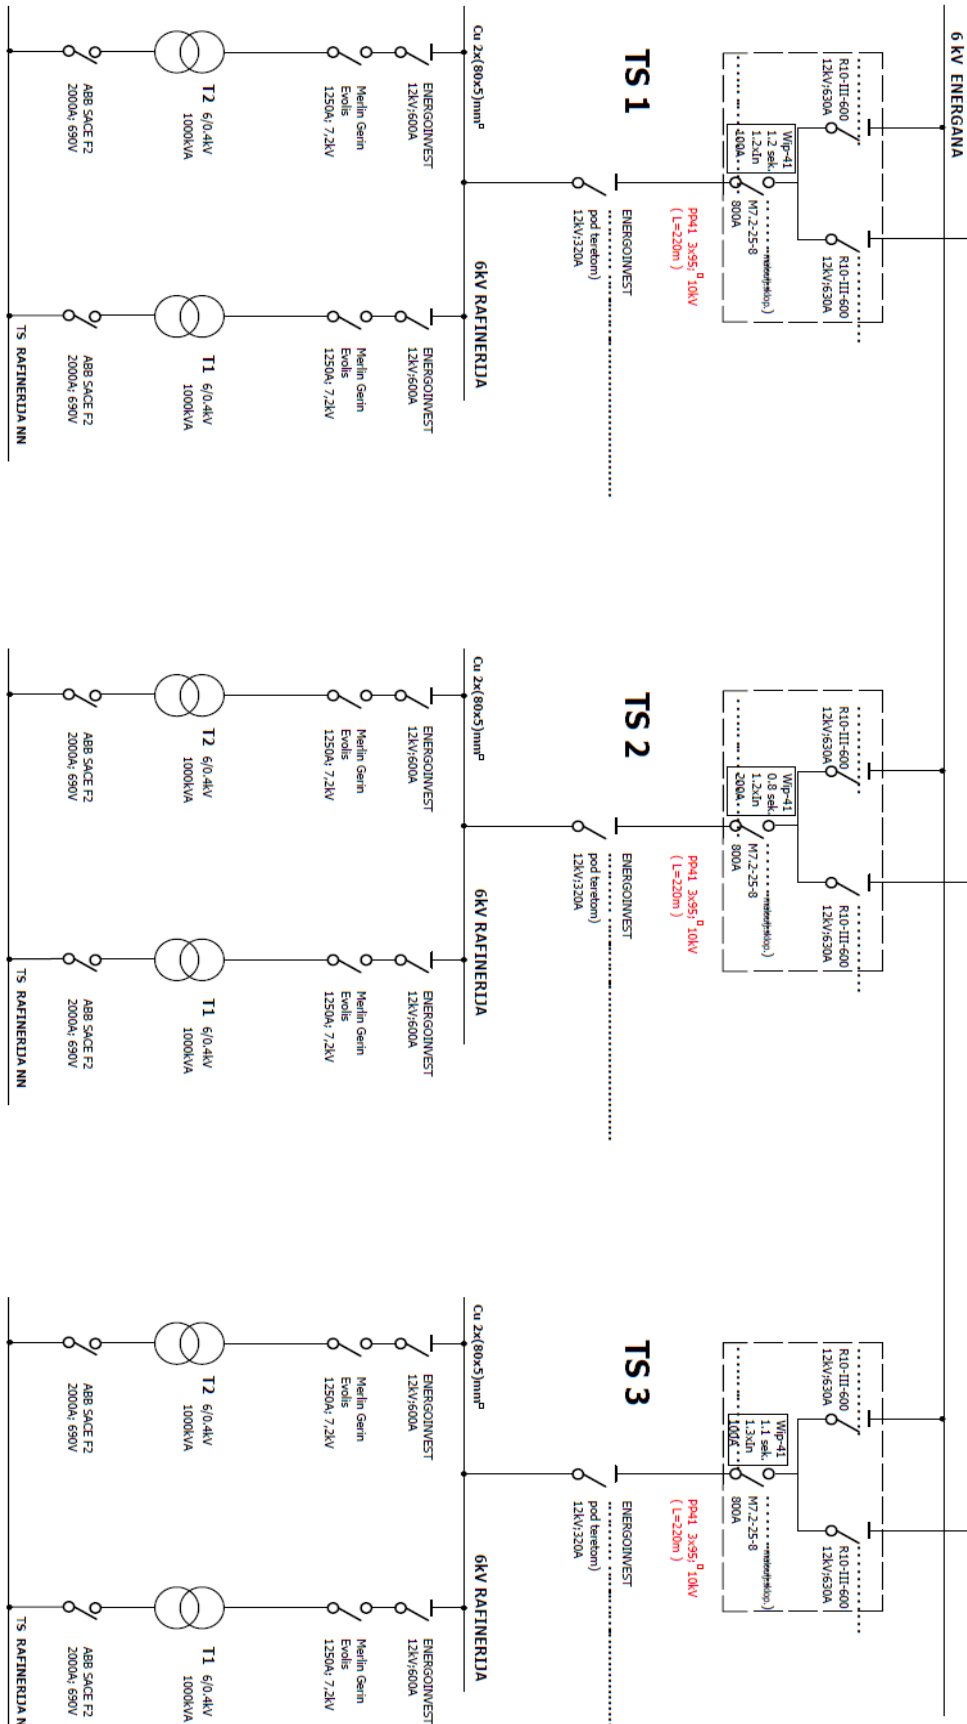 6 kV ENERGANA
R10-III-600
12kV;630A
R10-III-600
12kV;630A
Wip-41
1.2 sek.
1.2xIn
100A
M7.2-25-8
800A
PP41 3x95; 10kV
( L=220m )
TS 1
ENERGOINVEST
pod teretom)
12kV;320A
Cu 2x(80x5)mm
6kV RAFINERIJA
ENERGOINVEST
12kV;600A
Merlin Gerin
Evolis
1250A; 7,2kV
T2 6/0.4kV
1000kVA
ABB SACE F2
2000A; 690V
ENERGOINVEST
12kV;600A
Merlin Gerin
Evolis
1250A; 7,2kV
T1 6/0.4kV
1000kVA
ABB SACE F2
2000A; 690V
TS RAFINERIJA NN
R10-III-600
12kV;630A
R10-III-600
12kV;630A
Wip-41
0.8 sek.
1.2xIn
200A
M7.2-25-8
800A
PP41 3x95; 10kV
( L=220m )
TS 2
ENERGOINVEST
pod teretom)
12kV;320A
Cu 2x(80x5)mm
6kV RAFINERIJA
ENERGOINVEST
12kV;600A
Merlin Gerin
Evolis
1250A; 7,2kV
T2 6/0.4kV
1000kVA
ABB SACE F2
2000A; 690V
ENERGOINVEST
12kV;600A
Merlin Gerin
Evolis
1250A; 7,2kV
T1 6/0.4kV
1000kVA
ABB SACE F2
2000A; 690V
TS RAFINERIJA NN
R10-III-600
12kV;630A
R10-III-600
12kV;630A
Wip-41
1.1 sek.
1.3xIn
100A
M7.2-25-8
800A
PP41 3x95; 10kV
( L=220m )
TS 3
ENERGOINVEST
pod teretom)
12kV;320A
Cu 2x(80x5)mm
6kV RAFINERIJA
ENERGOINVEST
12kV;600A
Merlin Gerin
Evolis
1250A; 7,2kV
T2 6/0.4kV
1000kVA
ABB SACE F2
2000A; 690V
ENERGOINVEST
12kV;600A
Merlin Gerin
Evolis
1250A; 7,2kV
T1 6/0.4kV
1000kVA
ABB SACE F2
2000A; 690V
TS RAFINERIJA N